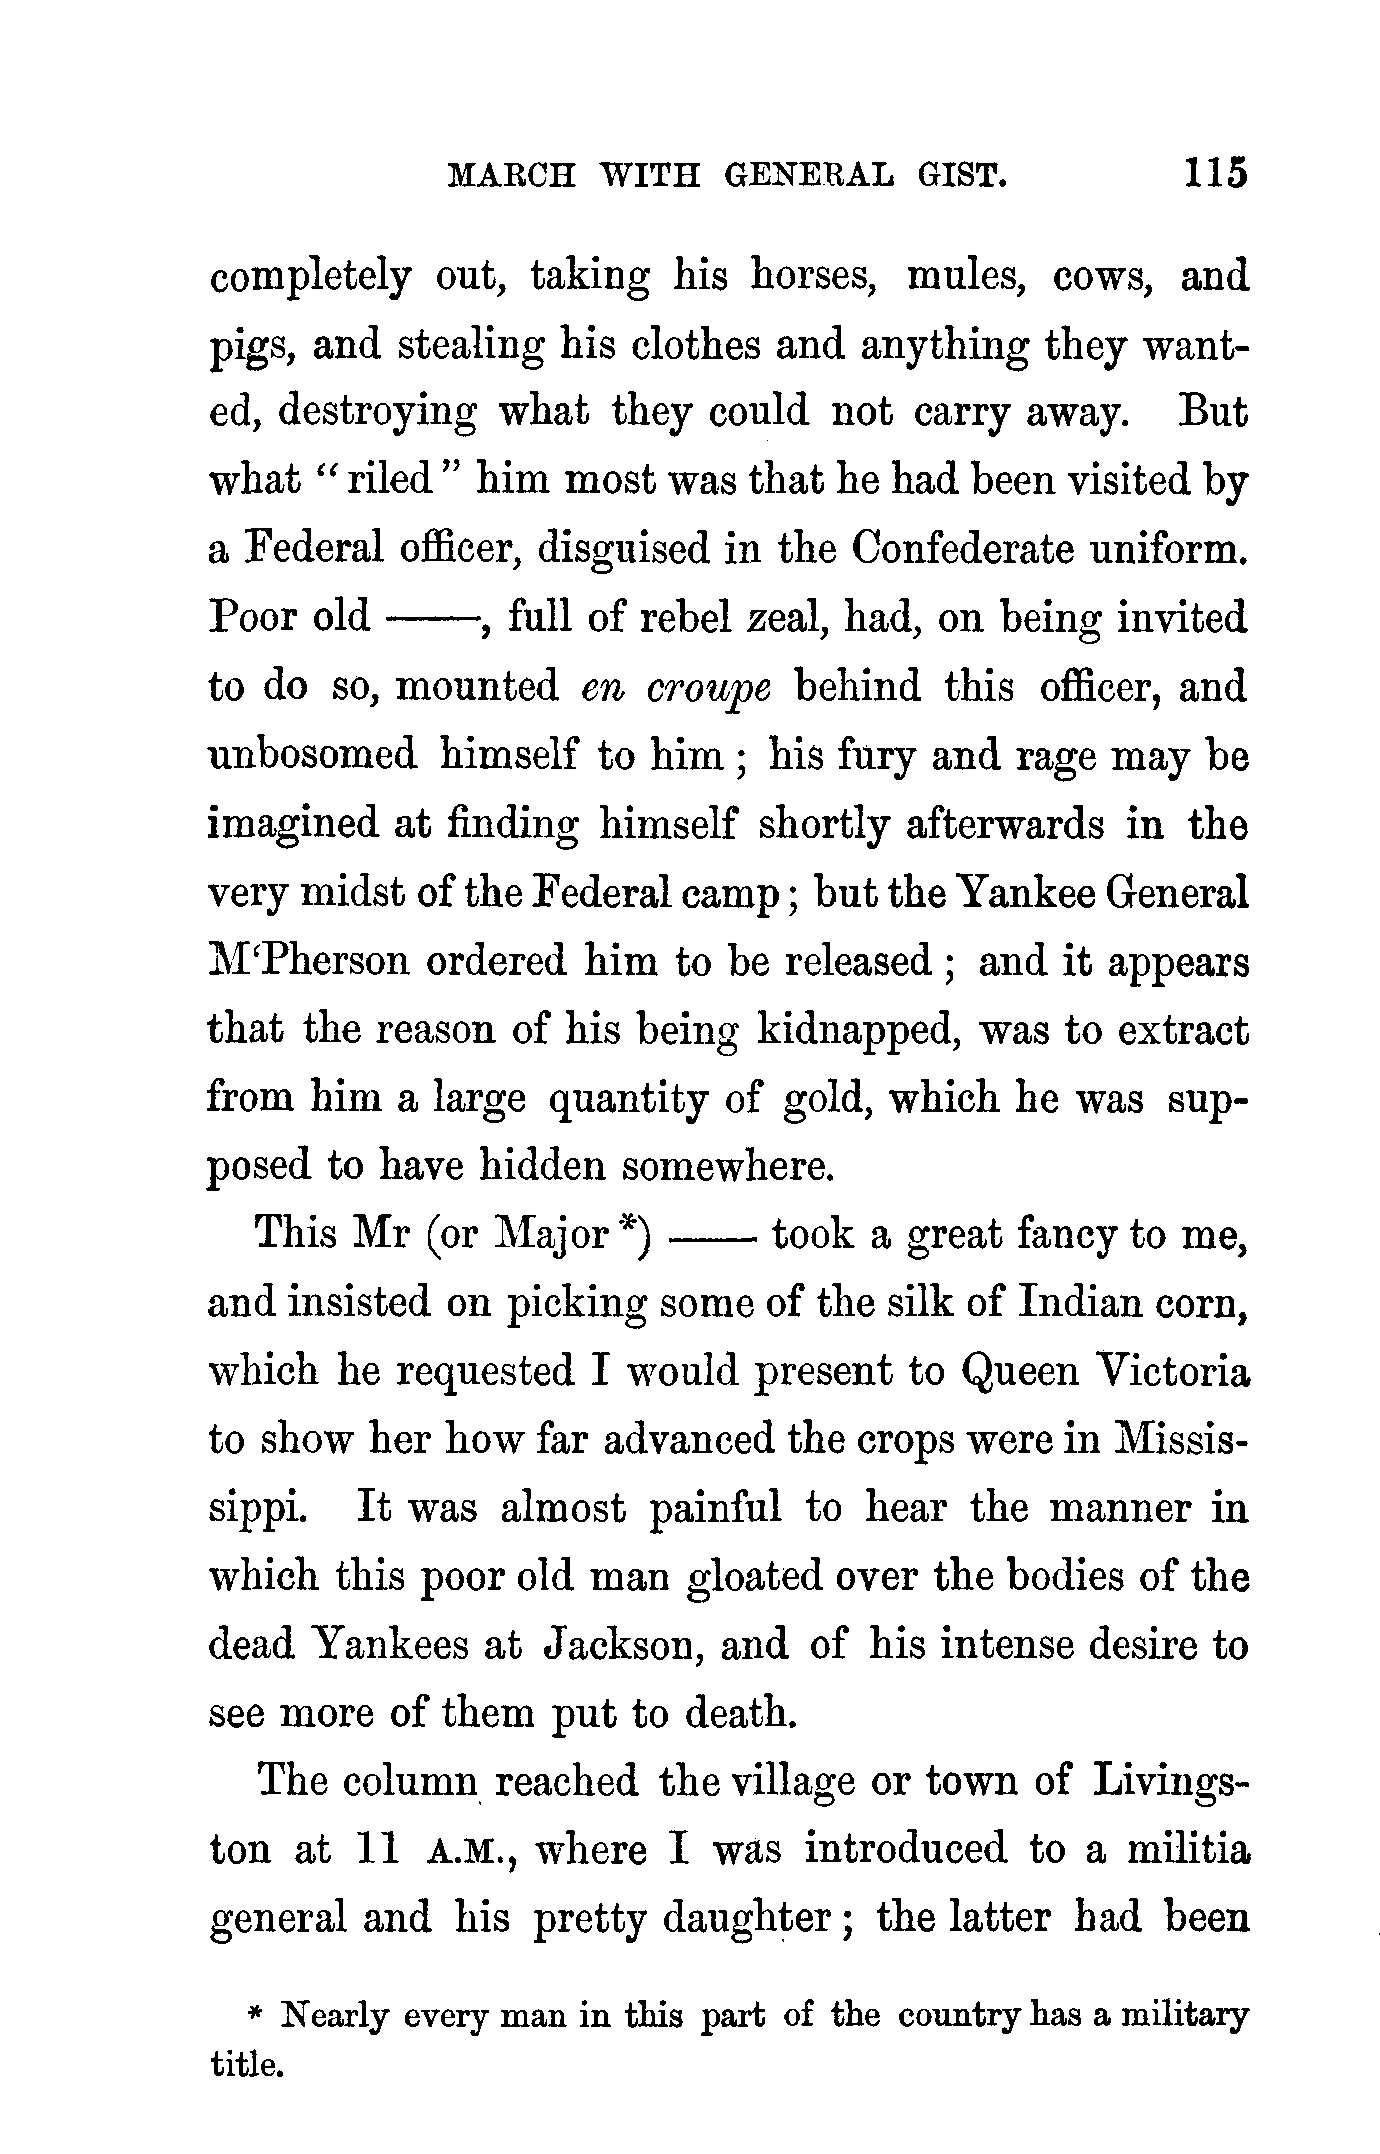 MARCH WITH GENERAL GIST. 115
completely out, taking his horses, mules, cows, and
pigs, and stealing his clothes and anything they want-
ed, destroying what they could not carry away. But
what “ riled ” him most was that he had been visited by
a Federal officer, disguised in the Confederate uniform.
Poor old ——, full of rebel zeal, had, on being invited
to do so, mounted en croupe behind this officer, and
unbosomed himself to him ; his fury and rage may be
imagined at finding himself shortly afterwards in the
very midst of the Federal camp ; but the Yankee General
M‘Pherson ordered him to be released ; and it appears
that the reason of his being kidnapped, was to extract
from him a large quantity of gold, which he was sup-
posed to have hidden somewhere.
This Mr (or Major *) —— took a great fancy to me,
and insisted on picking some of the silk of Indian corn,
which he requested I would present to Queen Victoria
to show her how far advanced the crops were in Missis-
sippi. It was almost painful to hear the manner in
which this poor old man gloated over the bodies of the
dead Yankees at Jackson, and of his intense desire to
see more of them put to death.
The column reached the village or town of Livings-
ton at 11 A.M., where I was introduced to a militia
general and his pretty daughter ; the latter had been
* Nearly every man in this part of the country has a military
title.